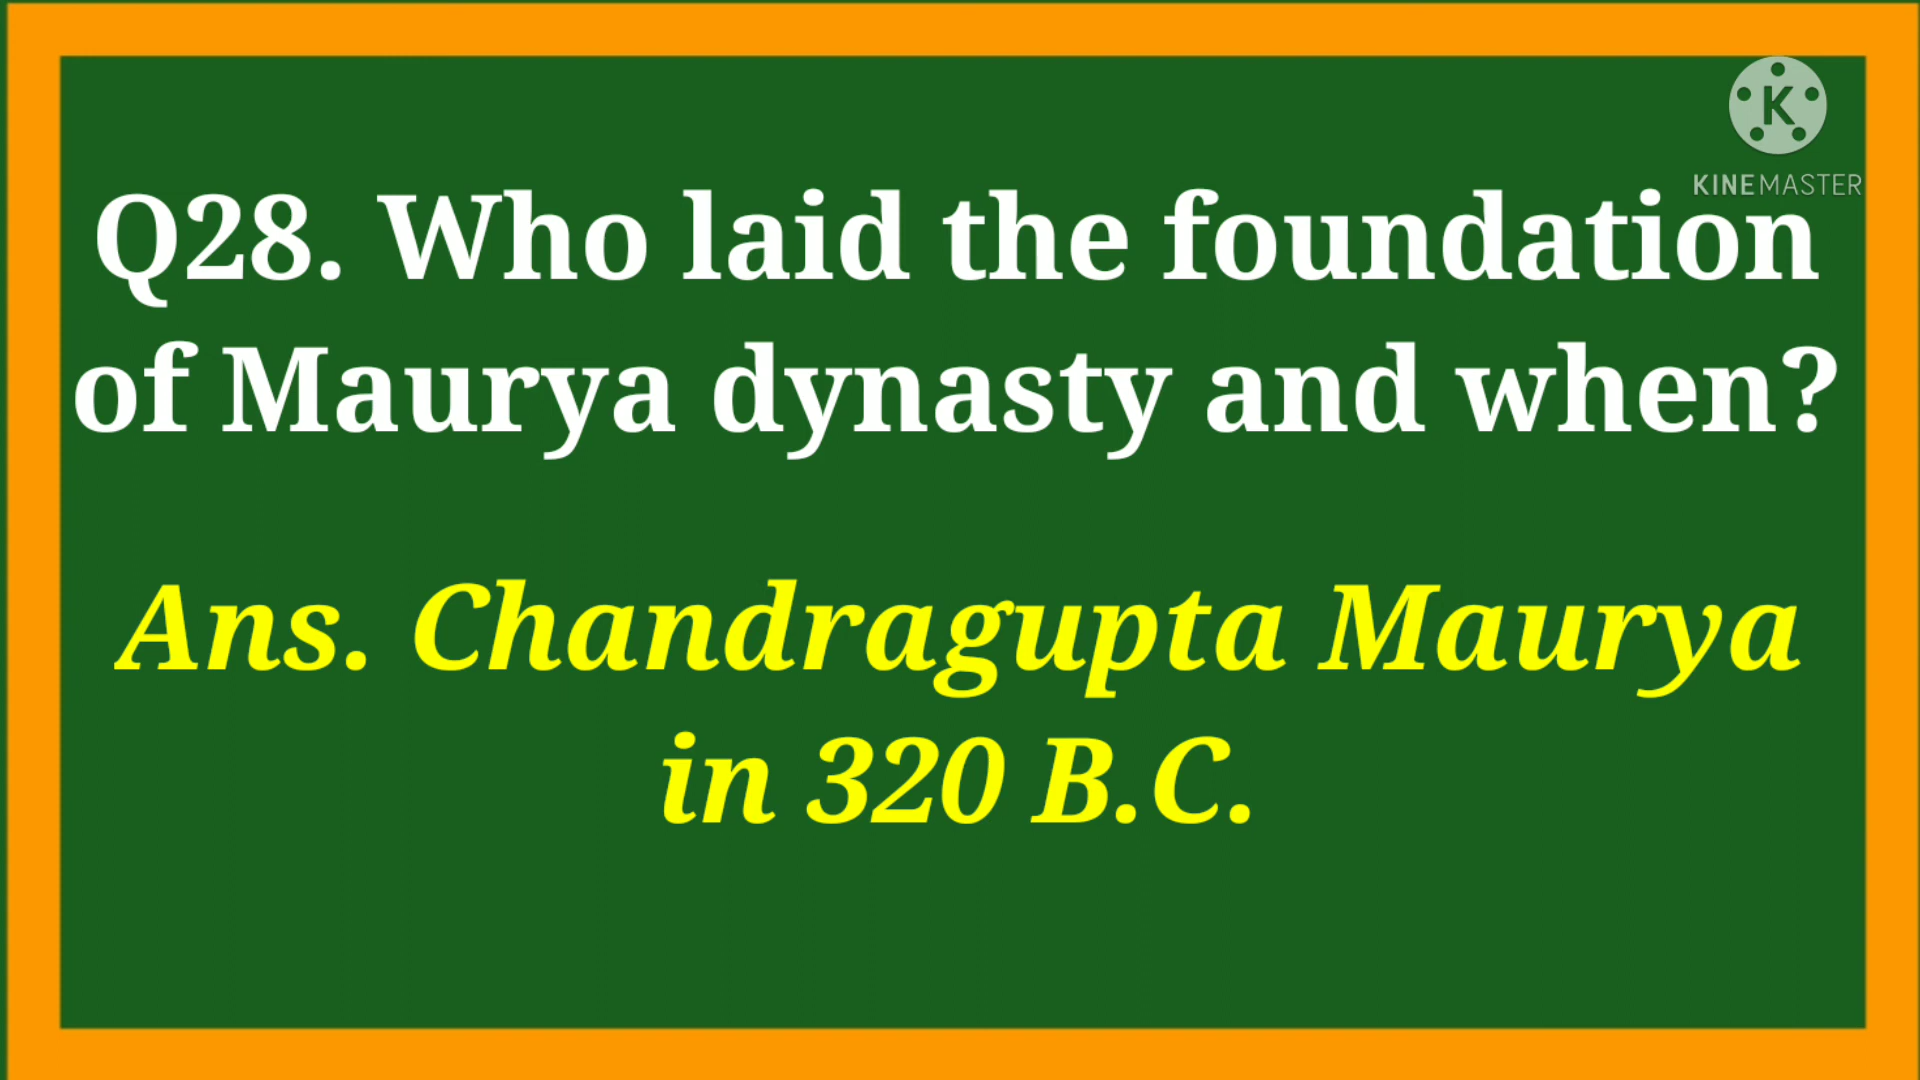 K
KINEMASTER
Q28. Who laid the foundation
of Maurya dynasty and when?
Ans. Chandragupta Maurya
in 320 B.C.